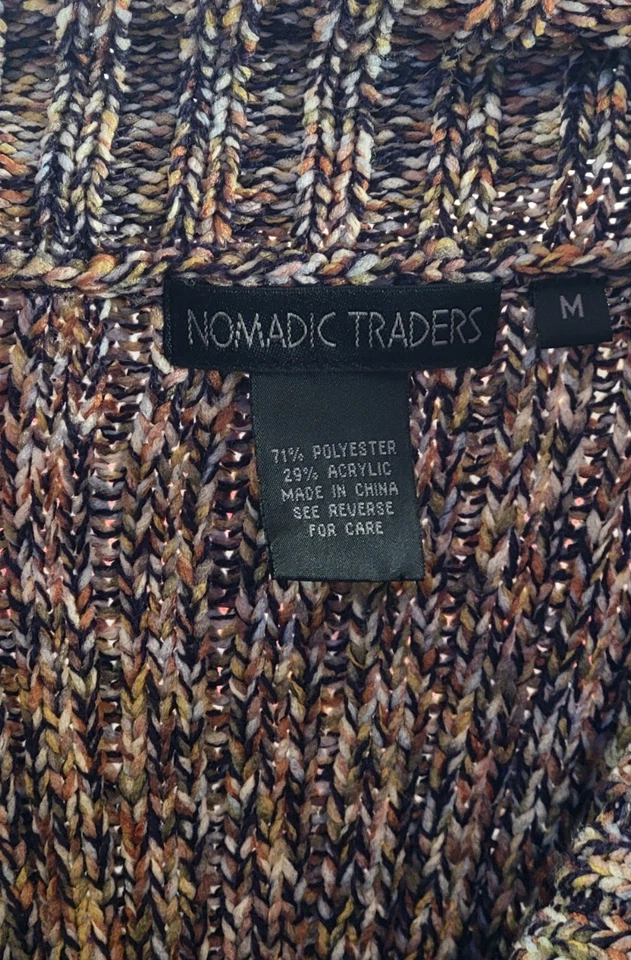 NOMADIC TRADERS
M
71% POLYESTER
29% ACRYLIC
MADE IN CHINA
SEE REVERSE
FOR CARE